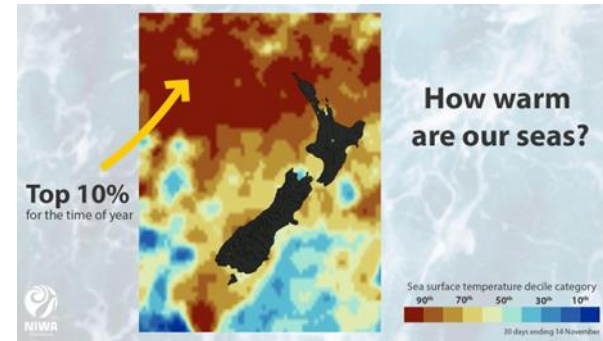 How warm
are our seas?
Top 10%
for the time of year
Sea surface temperature decile category
90th 70th 50th 30th 10th
30 days ending 14 November
NIWA